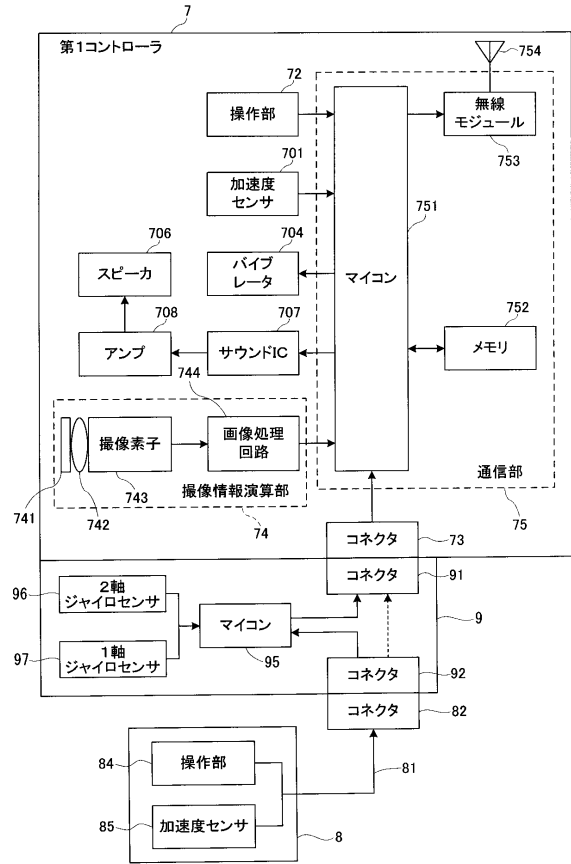 7
第1コントローラ
754
72
操作部
無線
モジュール
753
701
加速度
センサ
751
706
スピーカ
704
バイブ
レータ
マイコン
708
アンプ
707
サウンドIC
752
メモリ
744
撮像素子
画像処理
回路
741
742
743
撮像情報演算部
74
通信部
75
コネクタ
73
コネクタ
91
96
2軸
ジャイロセンサ
マイコン
95
9
97
1軸
ジャイロセンサ
コネクタ
92
コネクタ
82
84
操作部
81
85
加速度センサ
8